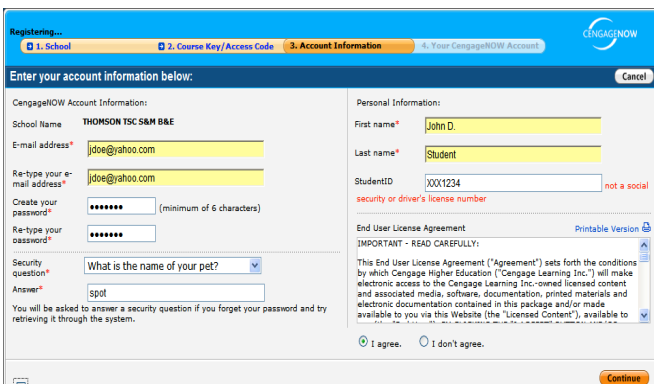 Registering...
1. School
2. Course Key/Access Code
3. Account Information
4. Your CengageNOW Account
CENGAGENOW
Enter your account information below:
Cancel
CengageNOW Account Information:
School Name THOMSON TSC S&M B&E
E-mail address* jdoe@yahoo.com
Re-type your e-
mail address* jdoe@yahoo.com
Create your
password* ••••••• (minimum of 6 characters)
Re-type your
password* •••••••
Security
question* What is the name of your pet?
Answer* spot
You will be asked to answer a security question if you forget your password and try
retrieving it through the system.
Personal Information:
First name* John D.
Last name* Student
StudentID XXX1234 not a social
security or driver's license number
End User License Agreement Printable Version
IMPORTANT - READ CAREFULLY:
This End User License Agreement ("Agreement") sets forth the conditions
by which Cengage Higher Education ("Cengage Learning Inc.") will make
electronic access to the Cengage Learning Inc.-owned licensed content
and associated media, software, documentation, printed materials and
electronic documentation contained in this package and/or made
available to you via this Website (the "Licensed Content"), available to
I agree. I don't agree.
Continue